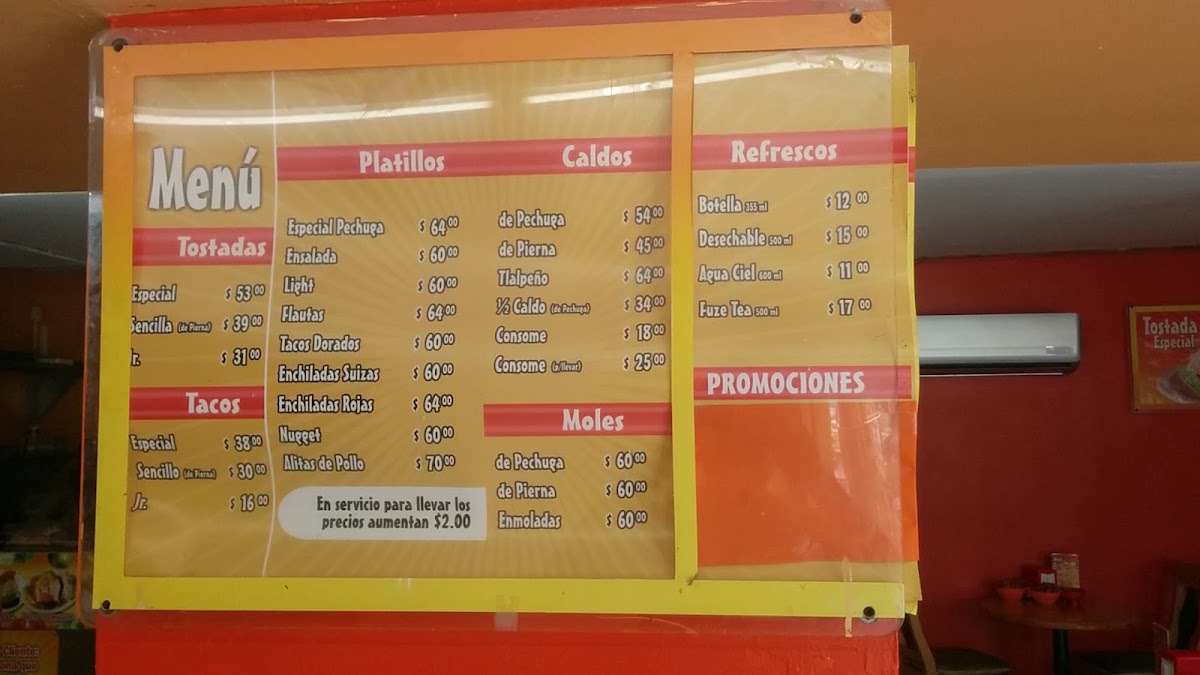 Menú
Tostadas
Especial $ 53.00
Sencilla (de Pierna) $ 39.00
Jr. $ 31.00
Tacos
Especial $ 38.00
Sencillo (de Pierna) $ 30.00
Jr. $ 16.00
Platillos
Especial Pechuga $ 64.00
Ensalada $ 60.00
Light $ 60.00
Flautas $ 64.00
Tacos Dorados $ 60.00
Enchiladas Suizas $ 60.00
Enchiladas Rojas $ 64.00
Nugget $ 60.00
Alitas de Pollo $ 70.00
En servicio para llevar los
precios aumentan $2.00
Caldos
de Pechuga $ 54.00
de Pierna $ 45.00
Tlalpeño $ 64.00
½ Caldo (de Pechuga) $ 34.00
Consome $ 18.00
Consome (p/llevar) $ 25.00
Moles
de Pechuga $ 60.00
de Pierna $ 60.00
Enmoladas $ 60.00
Refrescos
Botella 355 ml $ 12.00
Desechable 500 ml $ 15.00
Agua Ciel 600 ml $ 11.00
Fuze Tea 500 ml $ 17.00
PROMOCIONES
Tostada
Especial
Cliente: